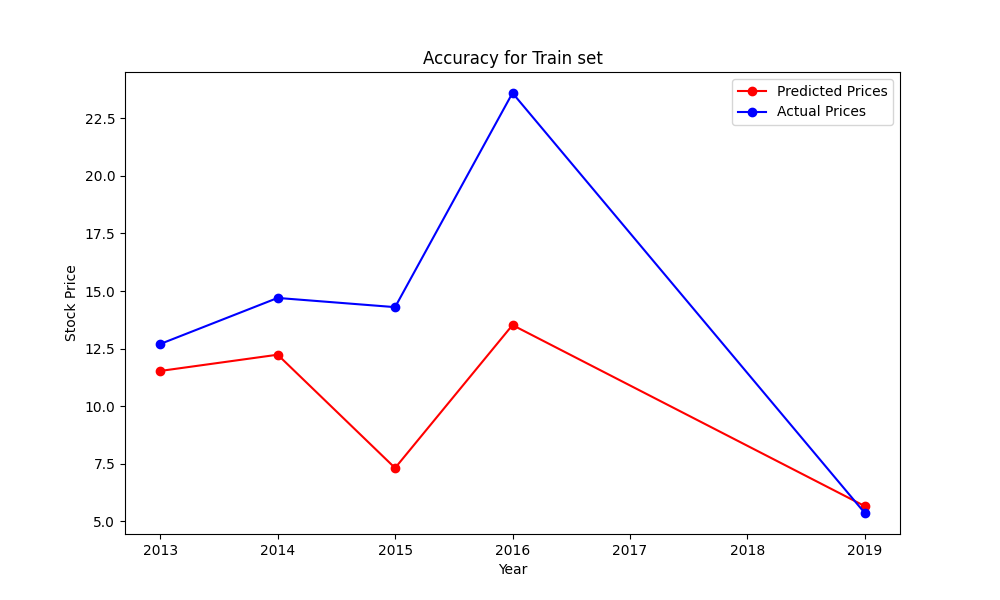 Accuracy for Train set
Predicted Prices
Actual Prices
22.5
20.0
17.5
15.0
12.5
10.0
7.5
5.0
Stock Price
2013 2014 2015 2016 2017 2018 2019
Year